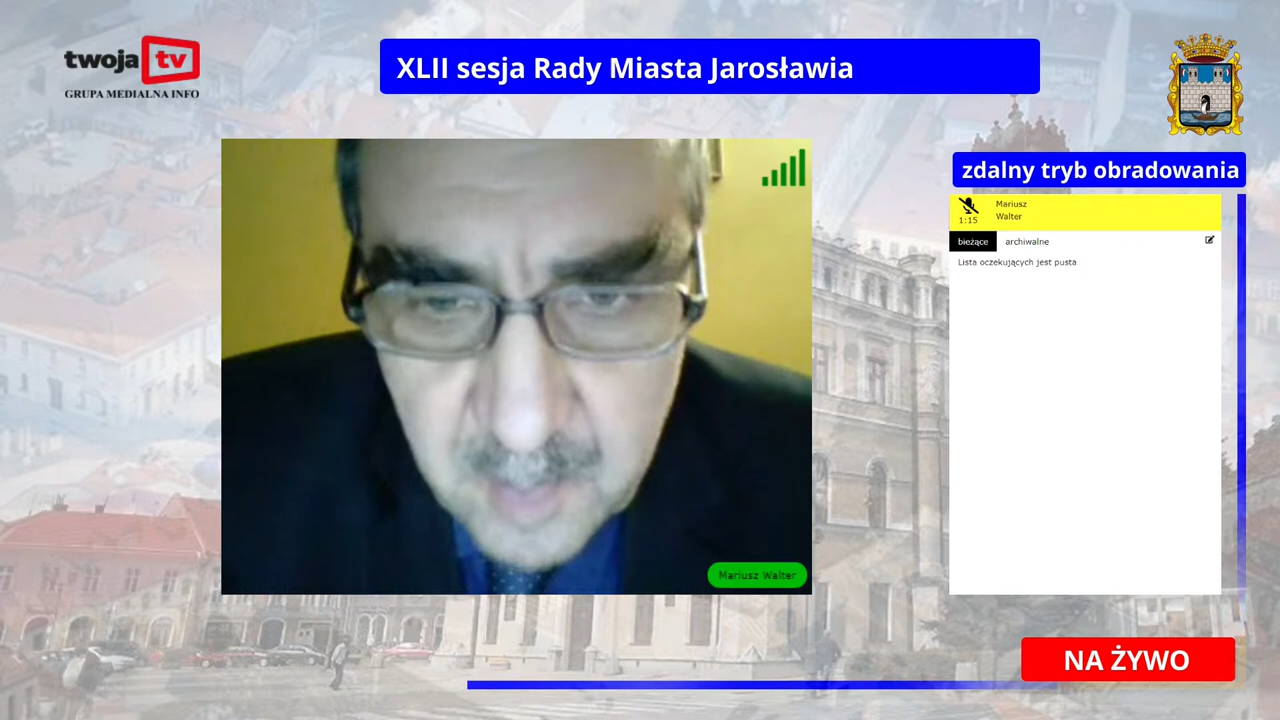 twoja tv
GRUPA MEDIALNA INFO
XLII sesja Rady Miasta Jarosławia
zdalny tryb obradowania
Mariusz
Walter
1:15
bieżące archiwalne
Lista oczekujących jest pusta
Mariusz Walter
NA ŻYWO